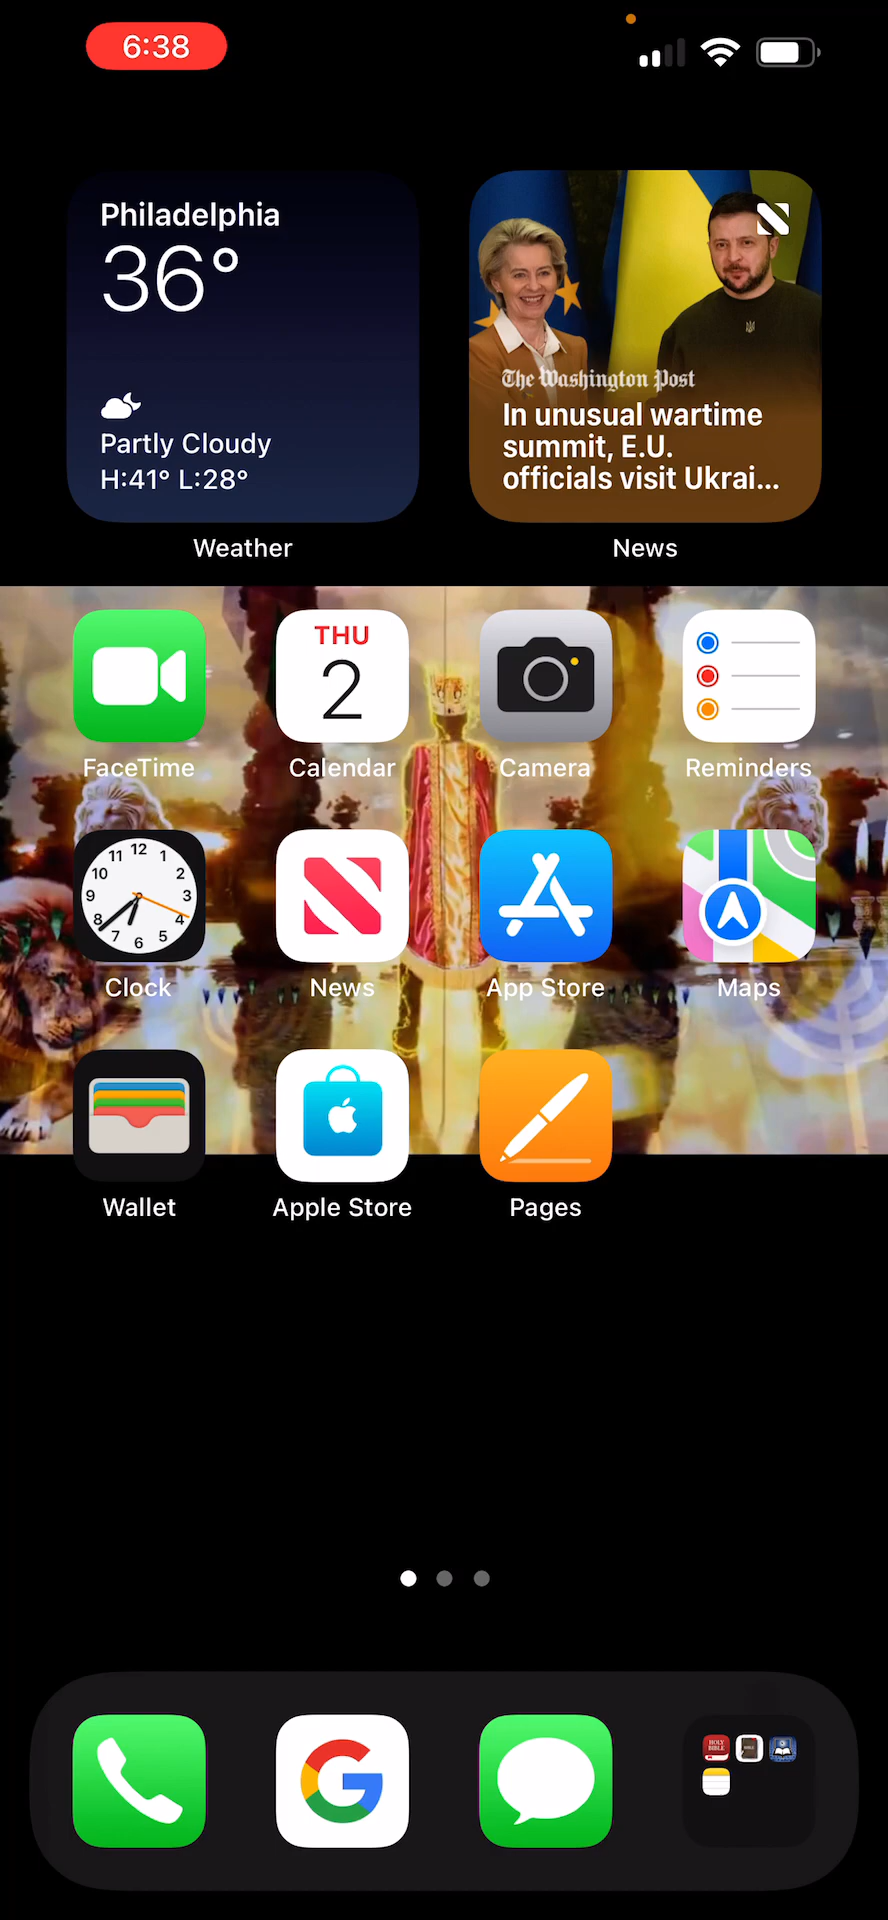 6:38
Philadelphia
36°
Partly Cloudy
H:41° L:28°
The Washington Post
In unusual wartime
summit, E.U.
officials visit Ukrai...
Weather
News
THU
2
FaceTime
Calendar
Camera
Reminders
12
1
2
3
4
5
6
7
8
9
10
11
Clock
News
App Store
Maps
Wallet
Apple Store
Pages
G
HOLY
BIBLE